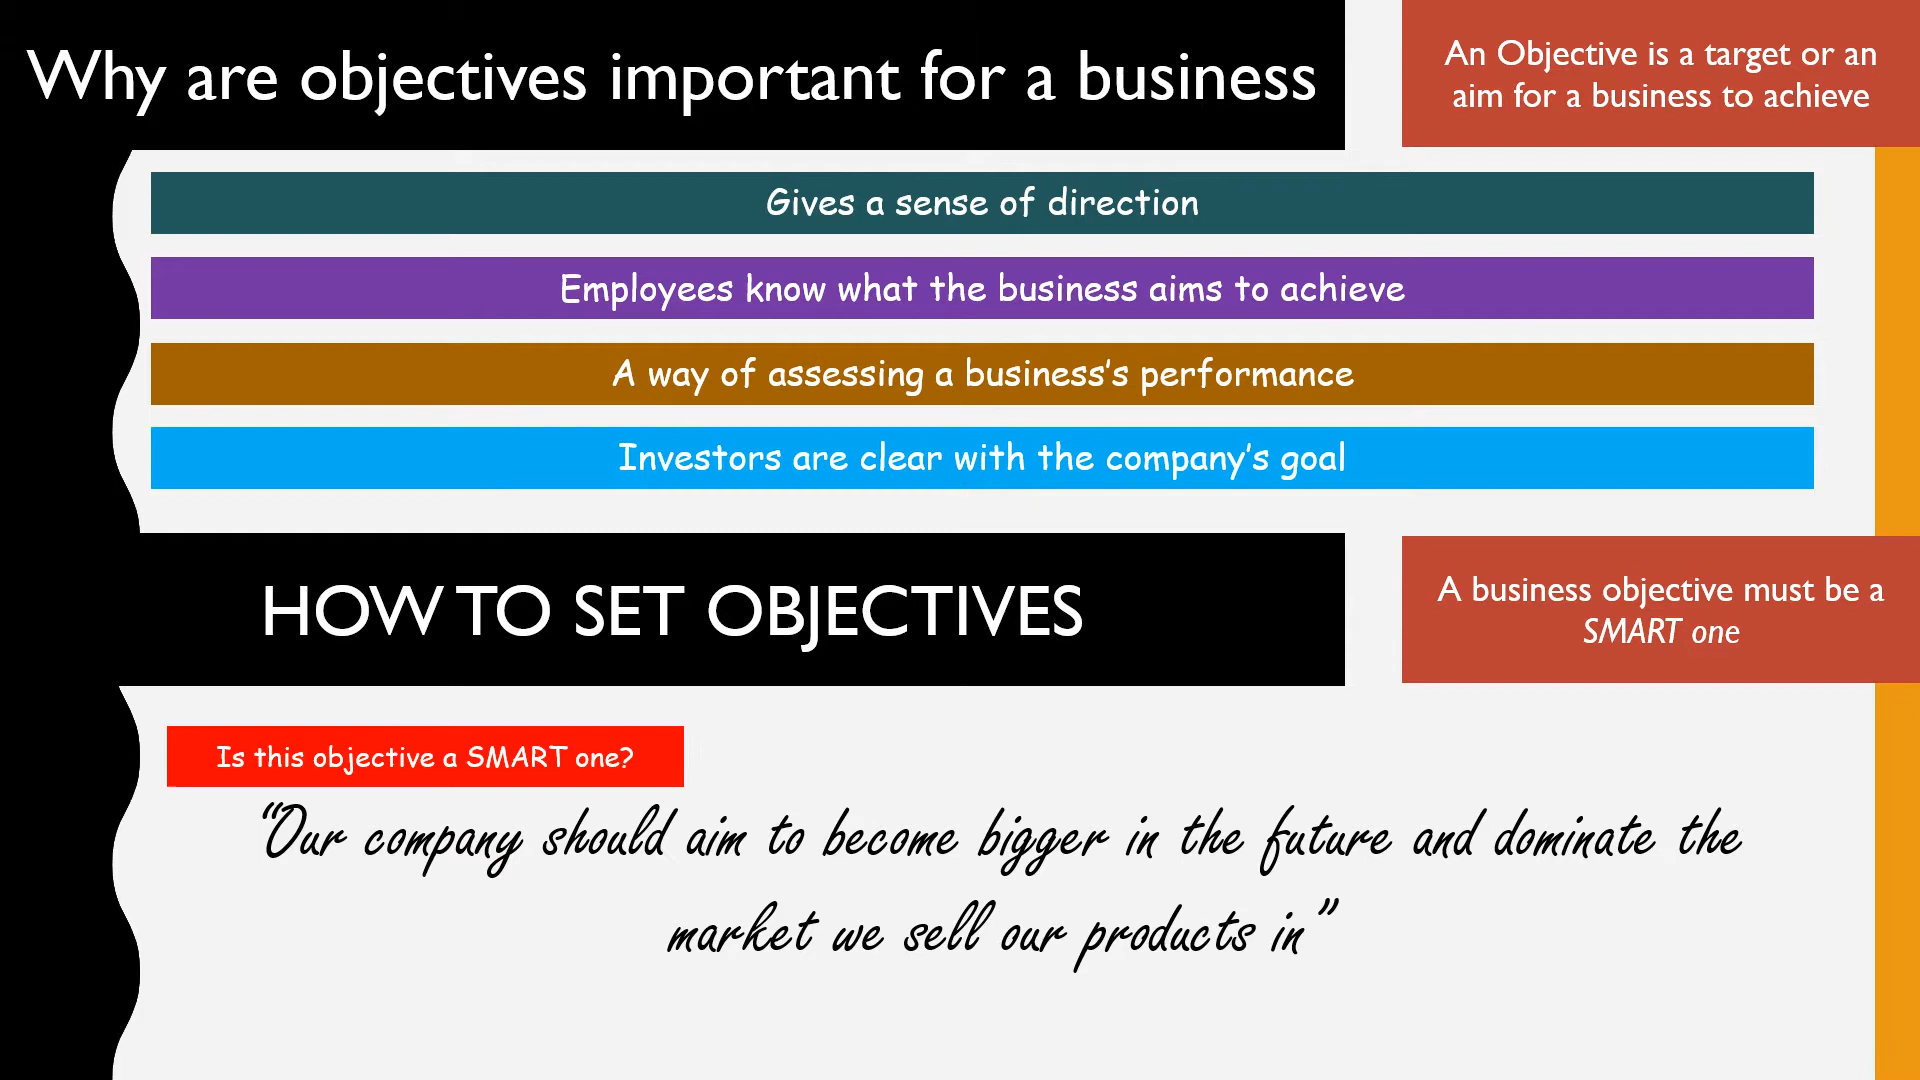 Why are objectives important for a business
An Objective is a target or an
aim for a business to achieve
Gives a sense of direction
Employees know what the business aims to achieve
A way of assessing a business's performance
Investors are clear with the company's goal
HOW TO SET OBJECTIVES
A business objective must be a
SMART one
Is this objective a SMART one?
"Our company should aim to become bigger in the future and dominate the
market we sell our products in"